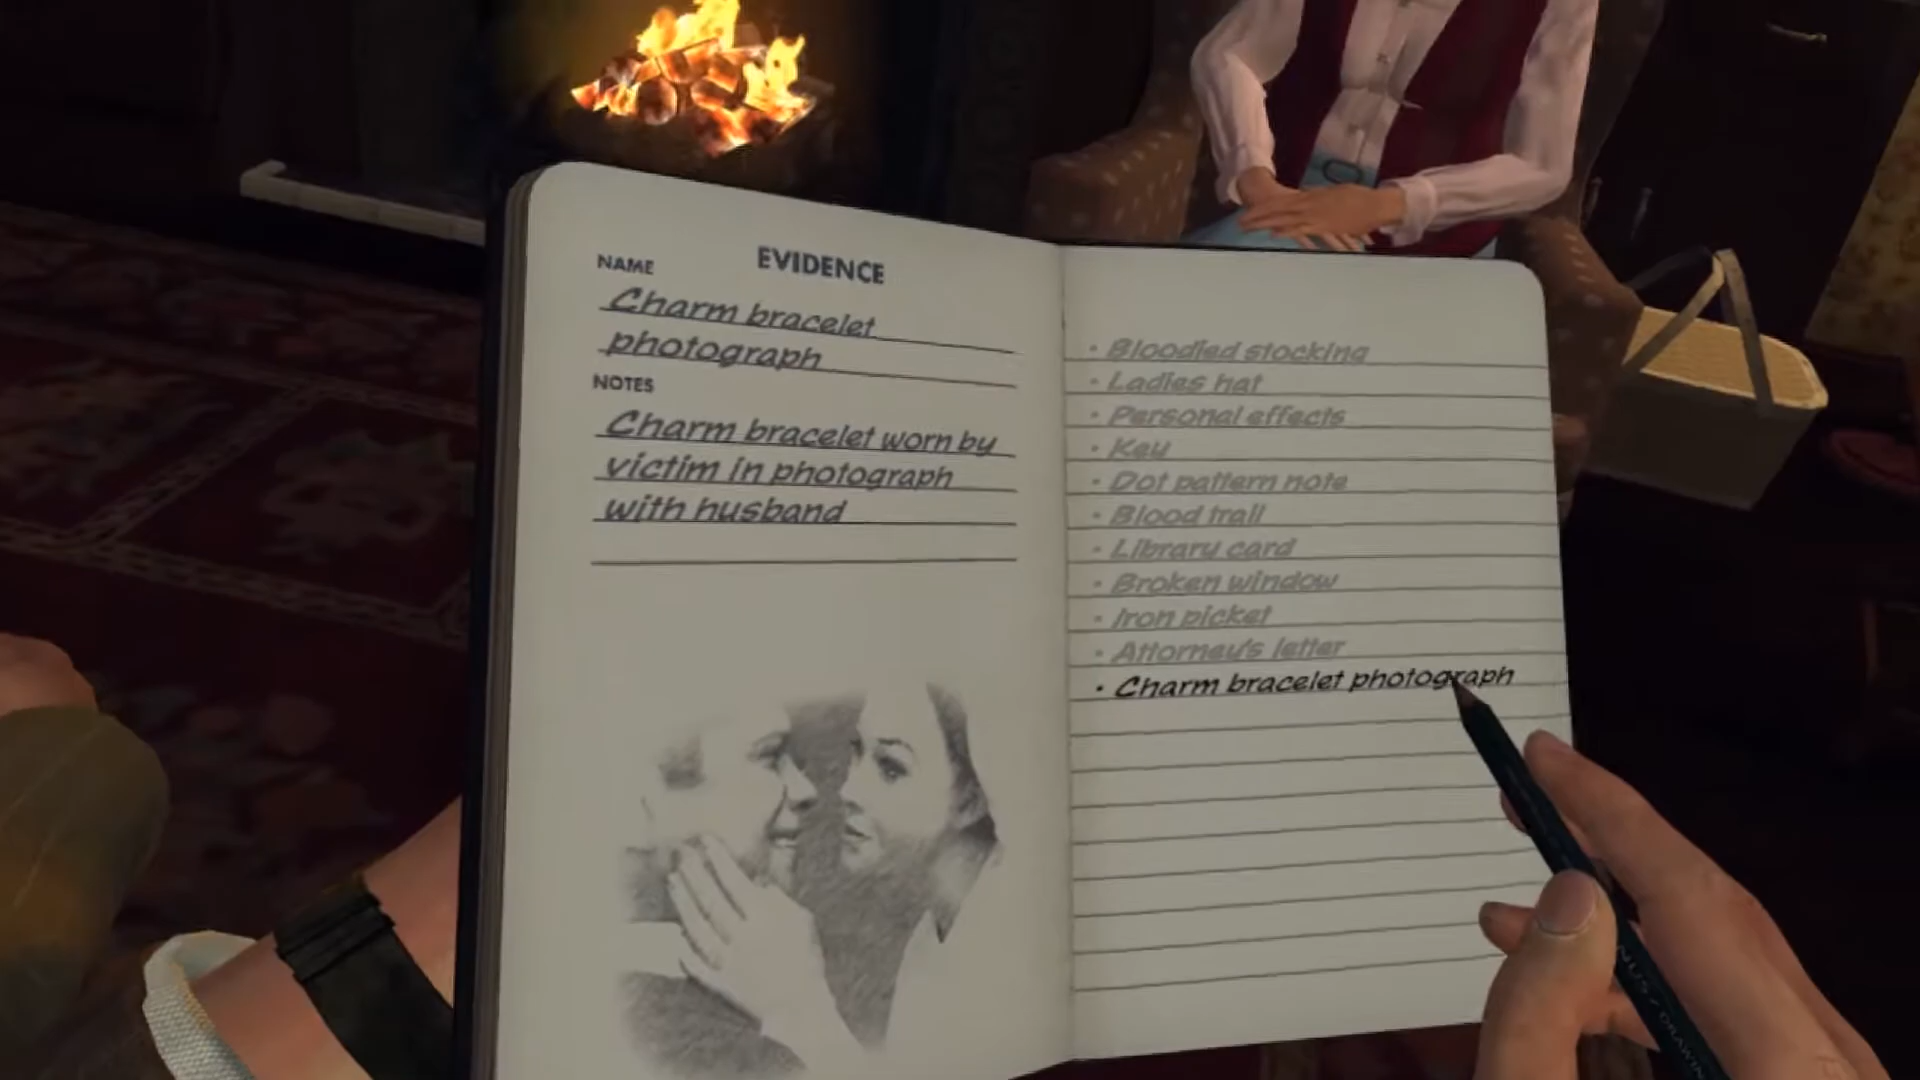 EVIDENCE
NAME
Charm bracelet
photograph
NOTES
Charm bracelet worn by
victim in photograph
with husband
• Bloodied stocking
• Ladies hat
• Personal effects
• Key
• Dot pattern note
• Blood trail
• Library card
• Broken window
• Iron picket
• Attorney's letter
• Charm bracelet photograph